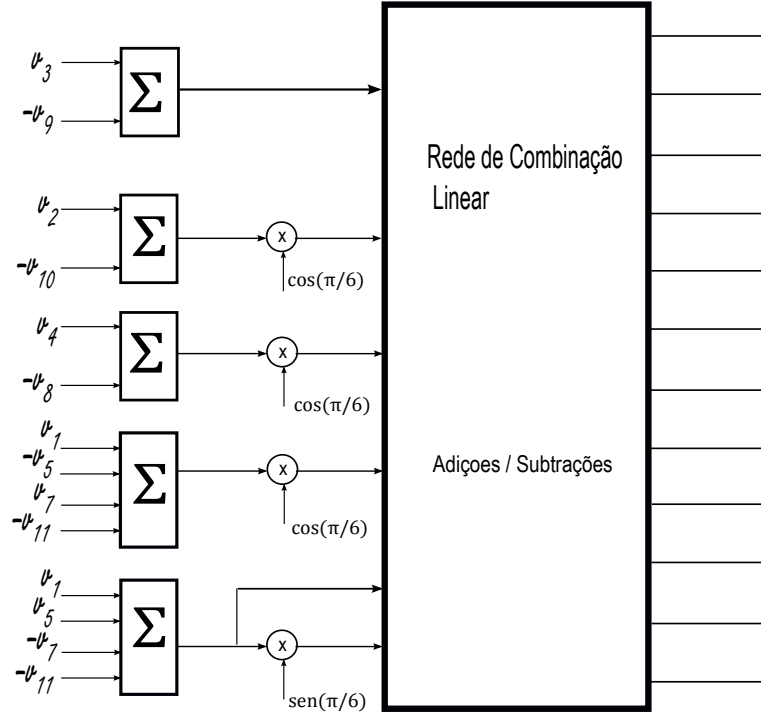 v3
Σ
-v9
Rede de Combinação
Linear
v2
Σ
x
-v10
cos(π/6)
v4
Σ
x
-v8
cos(π/6)
v1
-v5
Σ
x
v7
-v11
cos(π/6)
Adiçoes / Subtrações
v1
v5
Σ
x
-v7
-v11
sen(π/6)